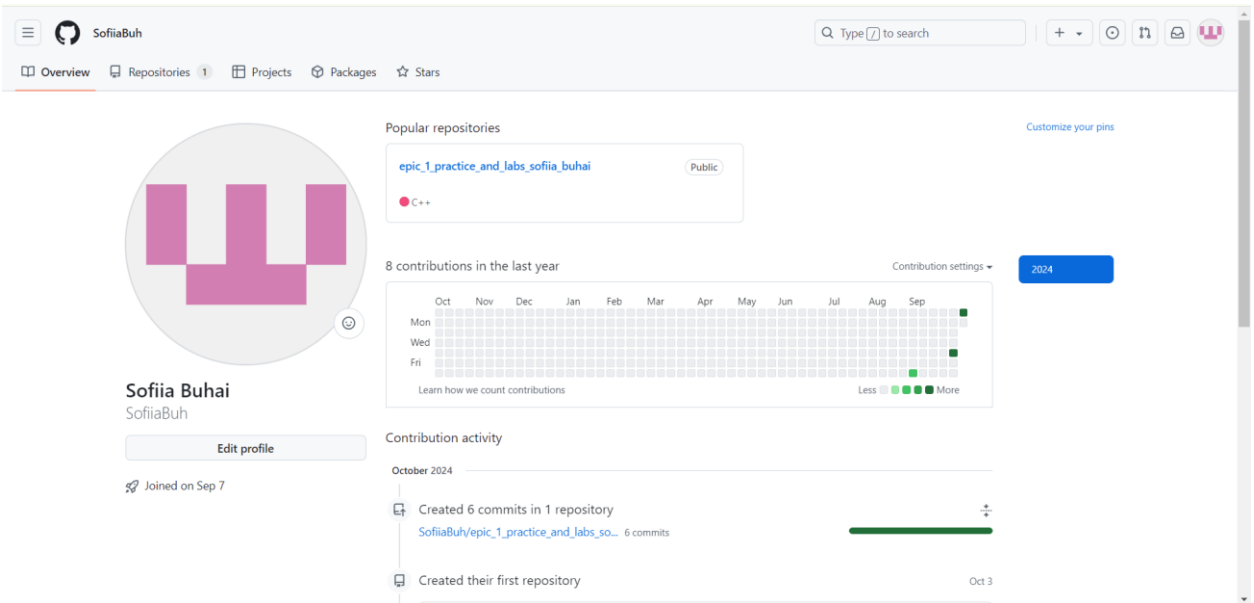 SofiiaBuh
Type / to search
Overview
Repositories 1
Projects
Packages
Stars
Sofiia Buhai
SofiiaBuh
Edit profile
Joined on Sep 7
Popular repositories
Customize your pins
epic_1_practice_and_labs_sofiia_buhai
Public
C++
8 contributions in the last year
Contribution settings
2024
Oct Nov Dec Jan Feb Mar Apr May Jun Jul Aug Sep
Mon
Wed
Fri
Learn how we count contributions
Less
More
Contribution activity
October 2024
Created 6 commits in 1 repository
SofiiaBuh/epic_1_practice_and_labs_so... 6 commits
Created their first repository
Oct 3